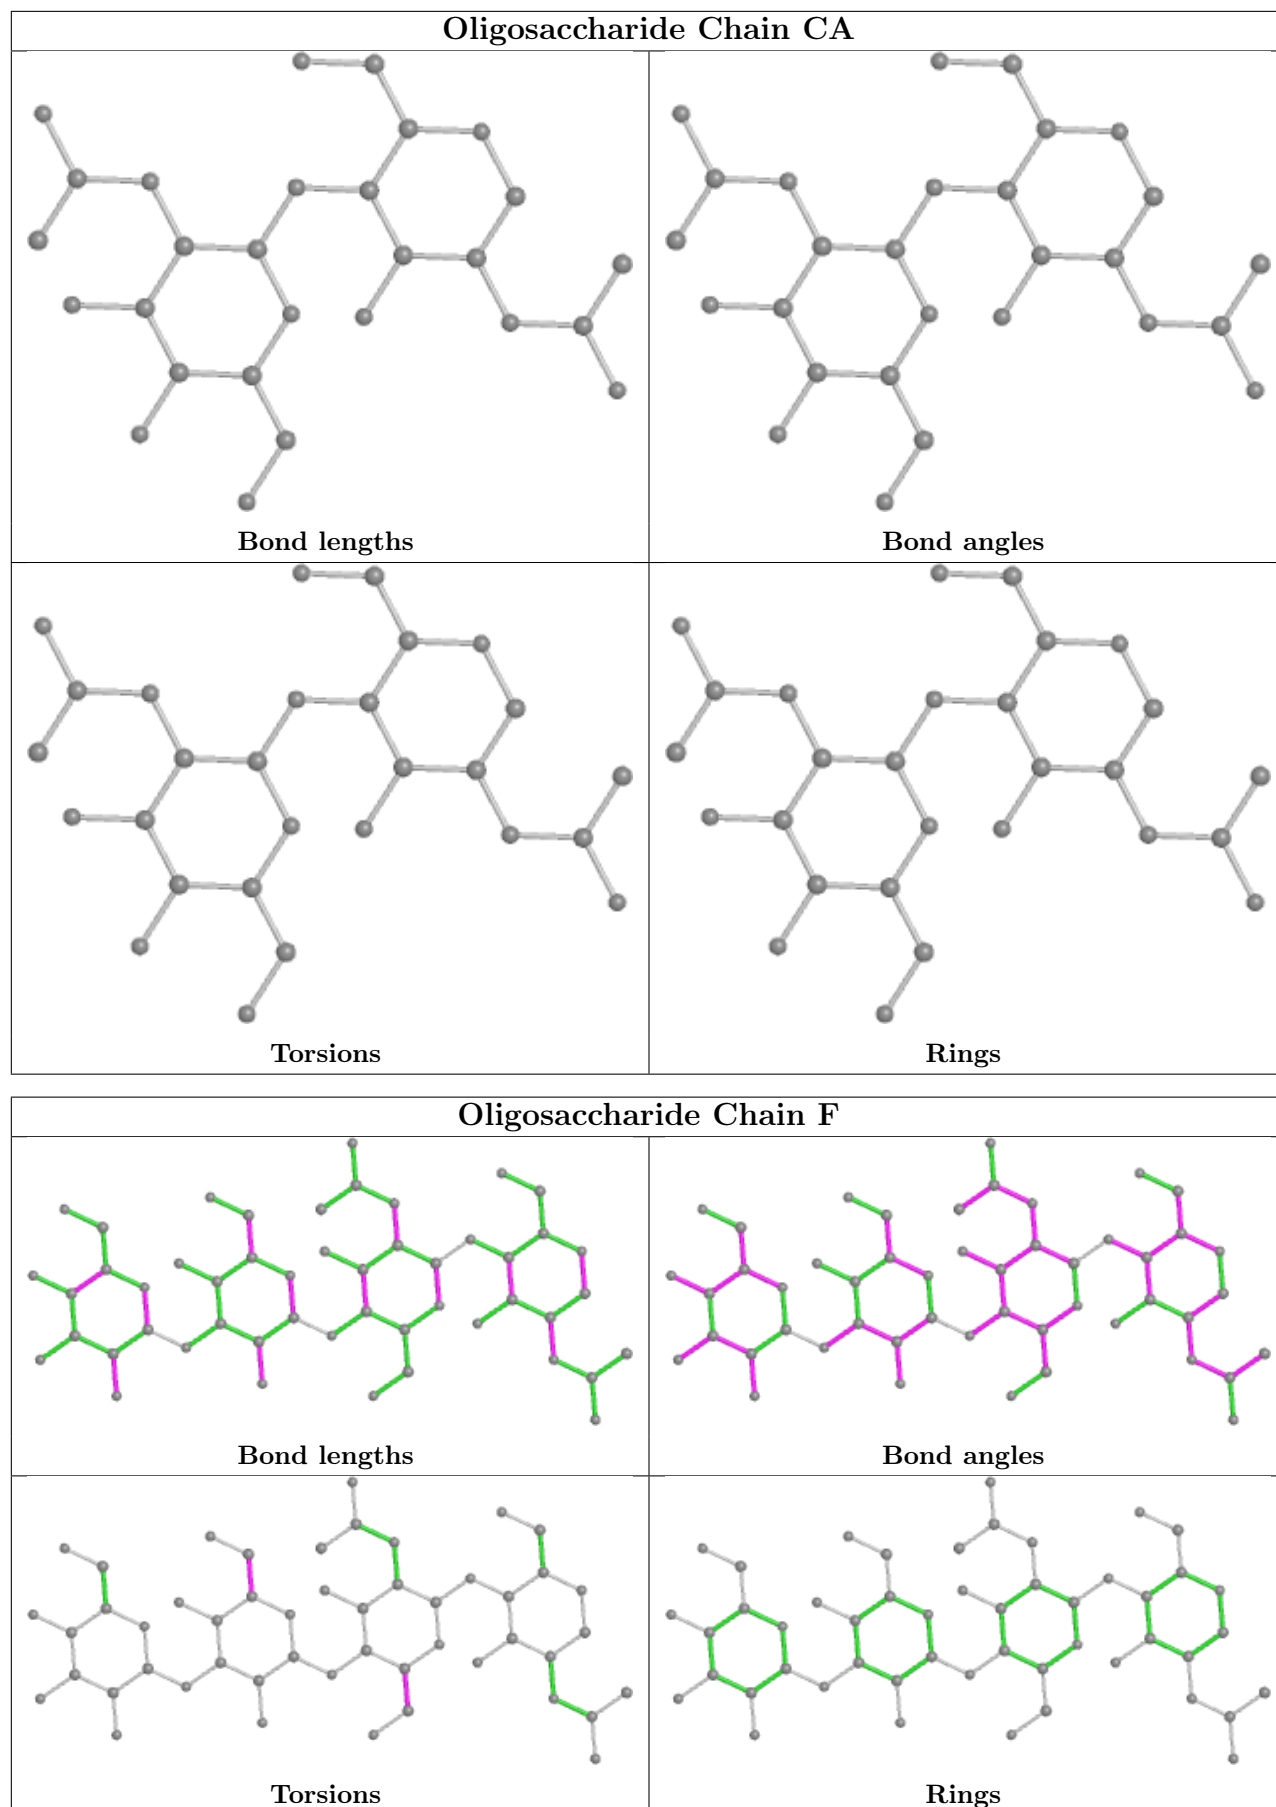 Oligosaccharide Chain CA
Bond lengths
Bond angles
Torsions
Rings
Oligosaccharide Chain F
Bond lengths
Bond angles
Torsions
Rings